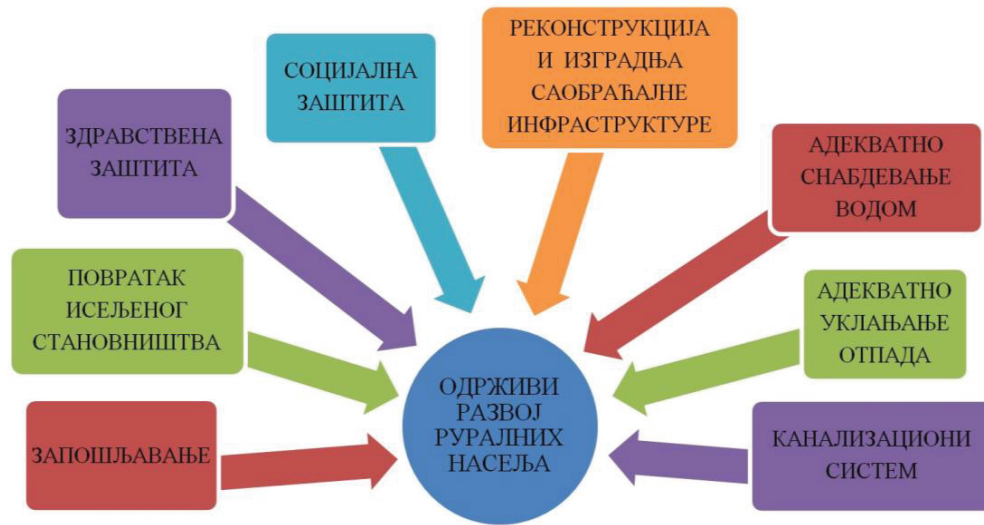 РЕКОНСТРУКЦИЈА
И ИЗГРАДЊА
САОБРАЋАЈНЕ
ИНФРАСТРУКТУРЕ
СОЦИЈАЛНА
ЗАШТИТА
ЗДРАВСТВЕНА
ЗАШТИТА
АДЕКВАТНО
СНАБДЕВАЊЕ
ВОДОМ
ПОВРАТАК
ИСЕЉЕНОГ
СТАНОВНИШТВА
АДЕКВАТНО
УКЛАЊАЊЕ
ОТПАДА
ЗАПОШЉАВАЊЕ
ОДРЖИВИ
РАЗВОЈ
РУРАЛНИХ
НАСЕЉА
КАНАЛИЗАЦИОНИ
СИСТЕМ